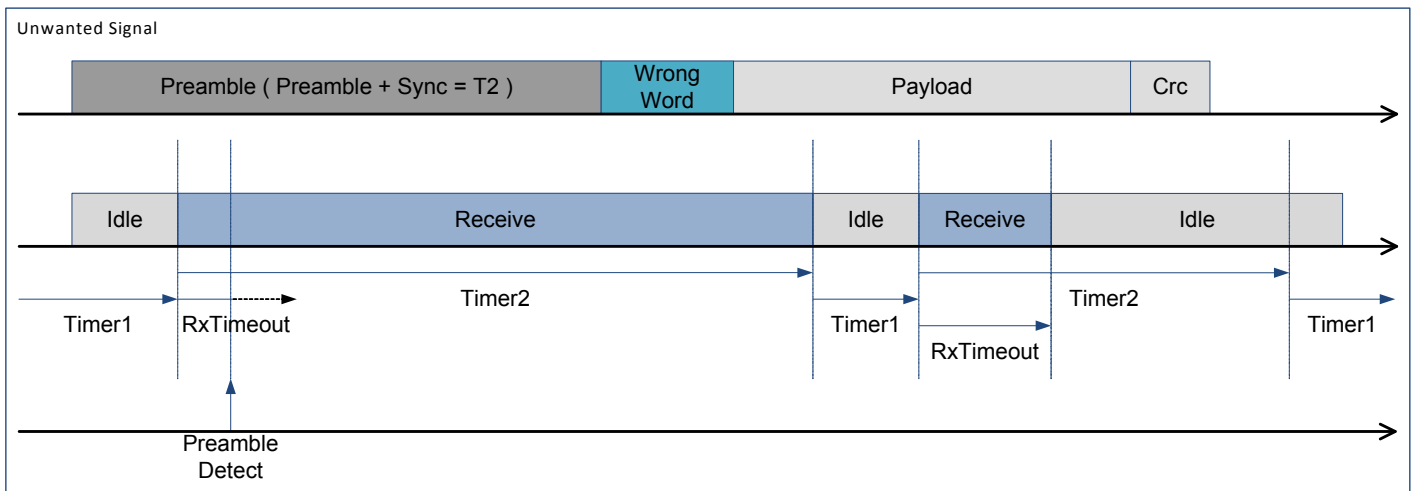 Unwanted Signal
Preamble ( Preamble + Sync = T2 )
Wrong
Word
Payload
Crc
Idle
Receive
Idle
Receive
Idle
Timer2
Timer2
Timer1
RxTimeout
Timer1
Timer1
RxTimeout
Preamble
Detect